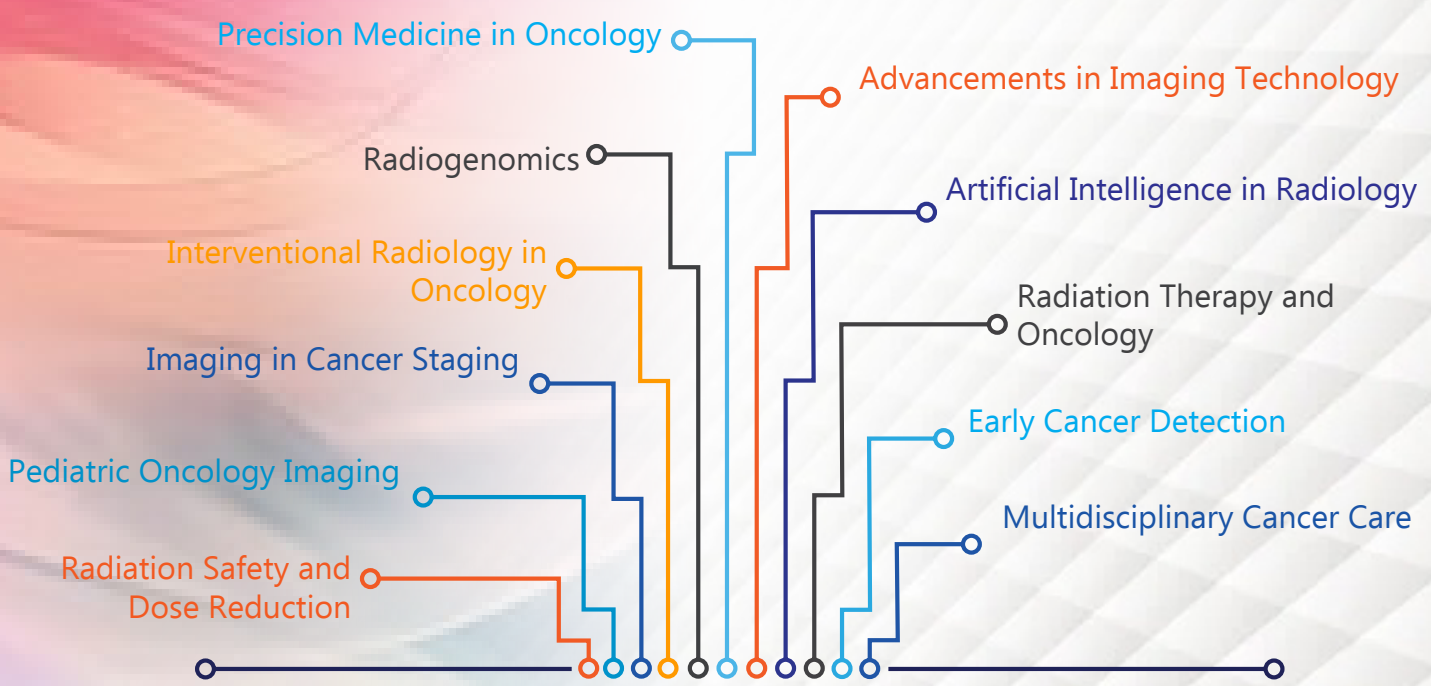 Precision Medicine in Oncology
Advancements in Imaging Technology
Radiogenomics
Artificial Intelligence in Radiology
Interventional Radiology in
Oncology
Radiation Therapy and
Oncology
Imaging in Cancer Staging
Early Cancer Detection
Pediatric Oncology Imaging
Multidisciplinary Cancer Care
Radiation Safety and
Dose Reduction